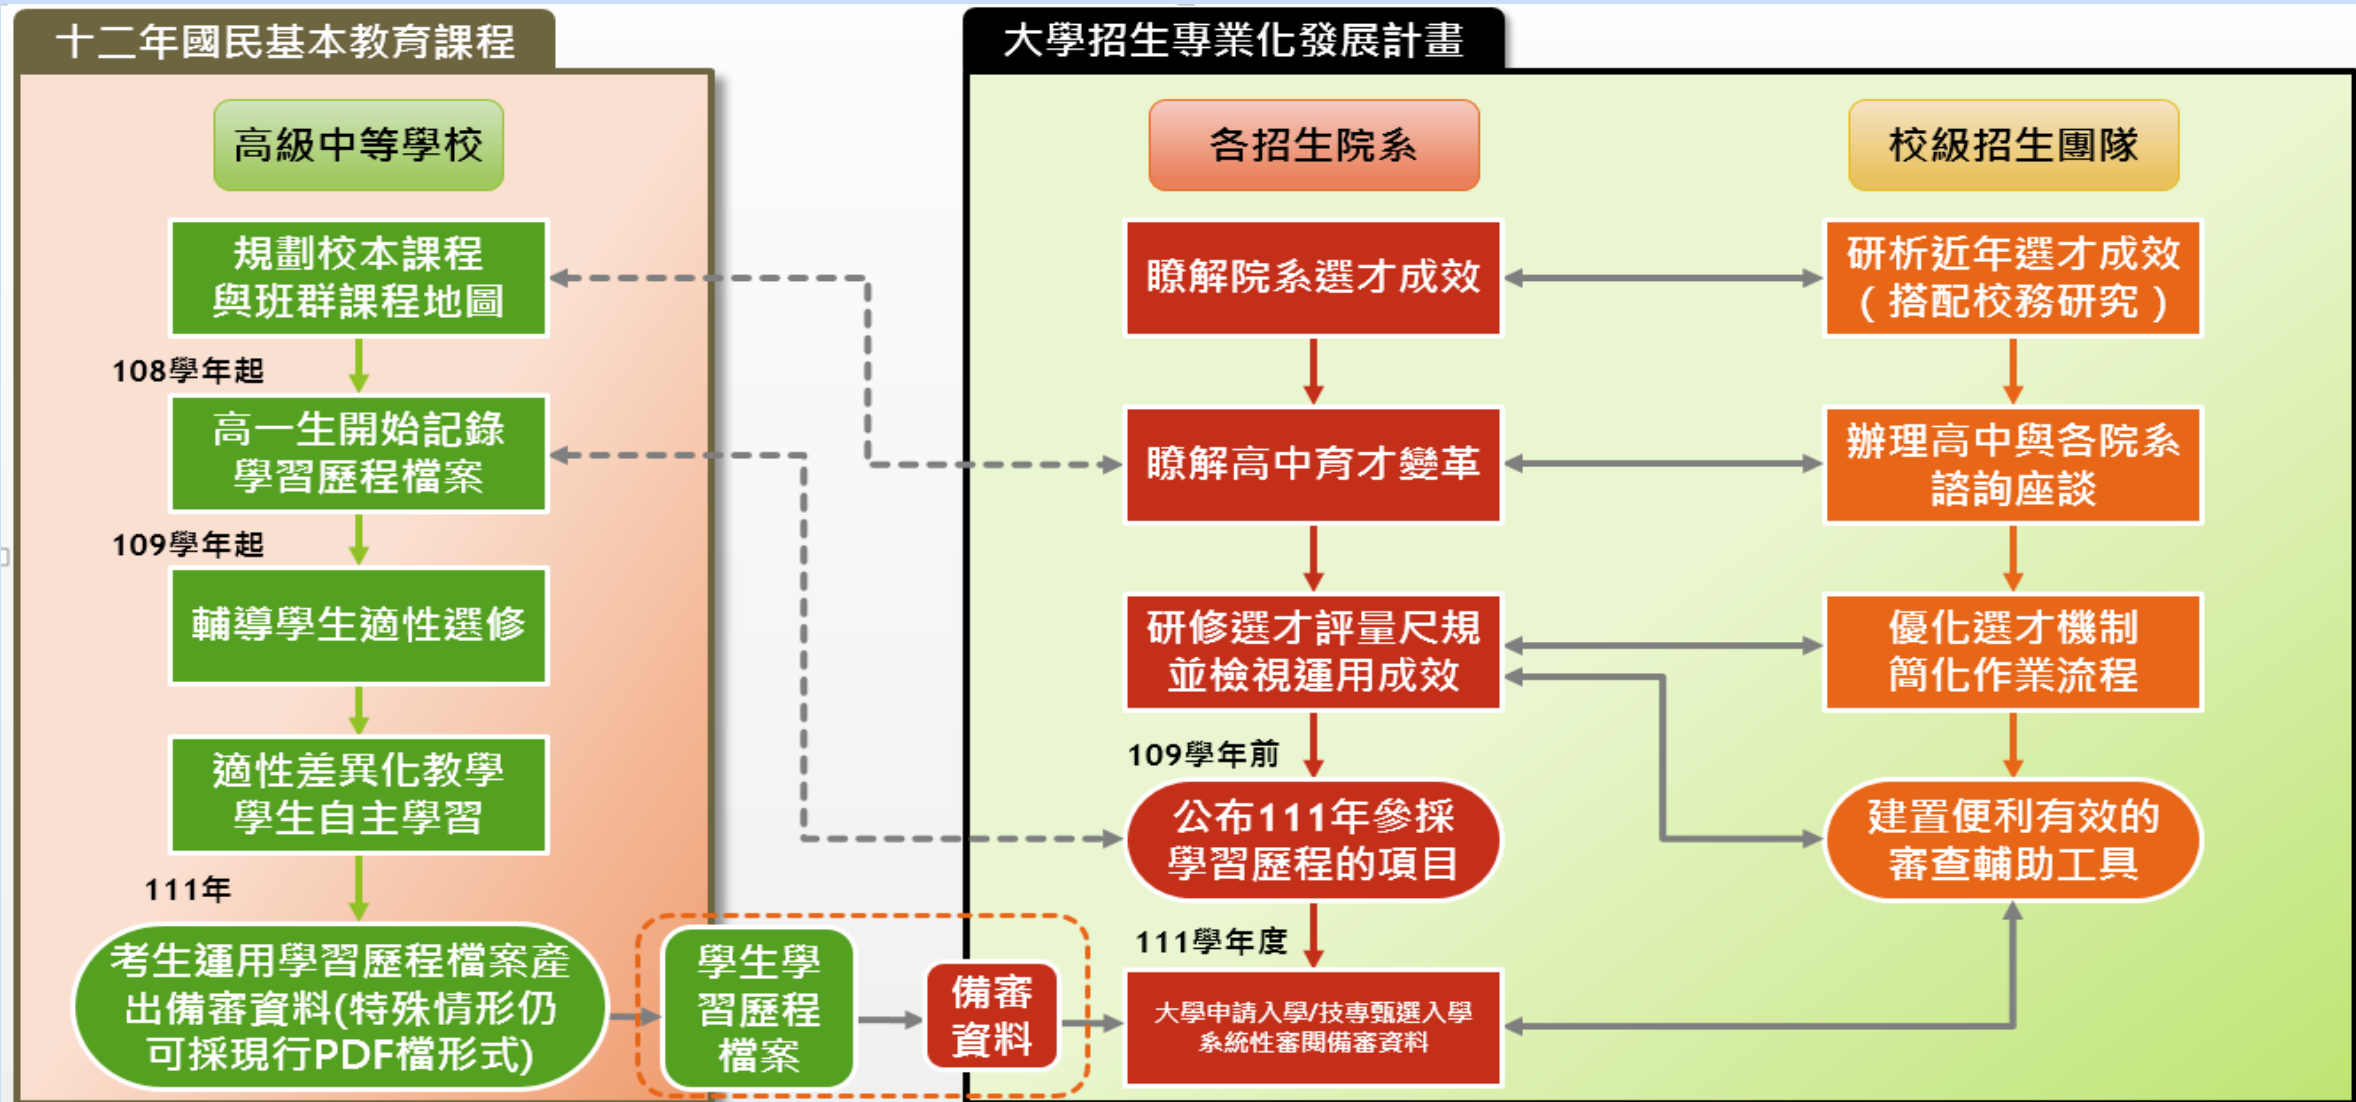 十二年國民基本教育課程
大學招生專業化發展計畫
高級中等學校
規劃校本課程
與班群課程地圖
108學年起
高一生開始記錄
學習歷程檔案
109學年起
輔導學生適性選修
適性差異化教學
學生自主學習
111年
考生運用學習歷程檔案產
出備審資料(特殊情形仍
可採現行PDF檔形式)
學生學
習歷程
檔案
備審
資料
各招生院系
瞭解院系選才成效
瞭解高中育才變革
研修選才評量尺規
並檢視運用成效
109學年前
公布111年參採
學習歷程的項目
111學年度
大學申請入學/技專甄選入學
系統性審閱備審資料
校級招生團隊
研析近年選才成效
（搭配校務研究）
辦理高中與各院系
諮詢座談
優化選才機制
簡化作業流程
建置便利有效的
審查輔助工具